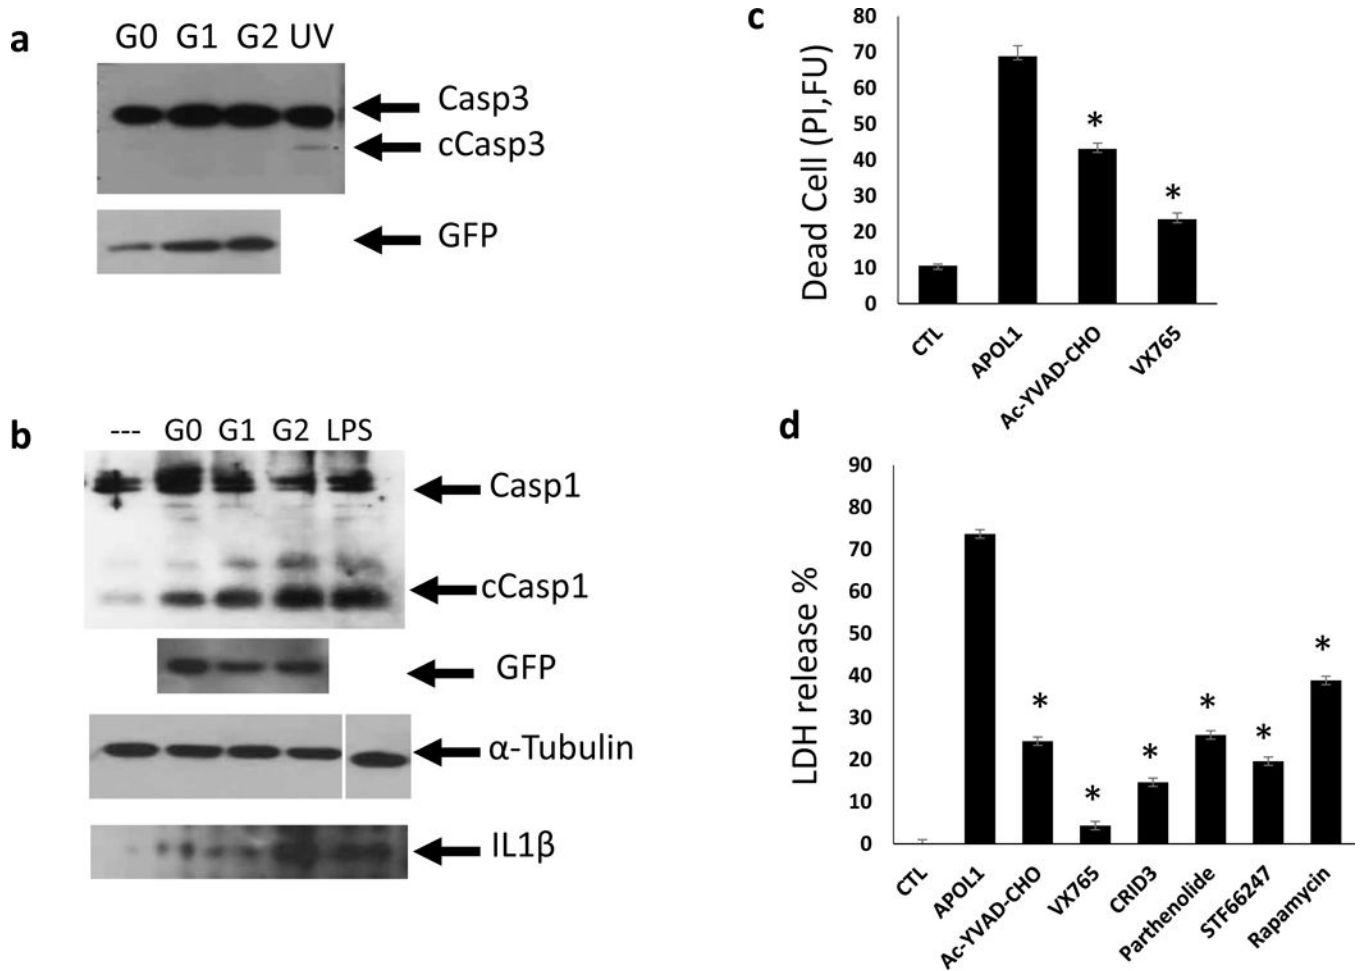 a
G0 G1 G2 UV
Casp3
cCasp3
GFP
b
--- G0 G1 G2 LPS
Casp1
cCasp1
GFP
α-Tubulin
IL1β
c
Dead Cell (PI,FU)
80
70
60
50
40
30
20
10
0
*
*
CTL
APOL1
Ac-YVAD-CHO
VX765
d
LDH release %
90
80
70
60
50
40
30
20
10
0
*
*
*
*
*
*
CTL
APOL1
Ac-YVAD-CHO
VX765
CRID3
Parthenolide
STF66247
Rapamycin